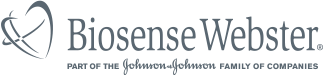 Biosense Webster®
PART OF THE Johnson & Johnson FAMILY OF COMPANIES